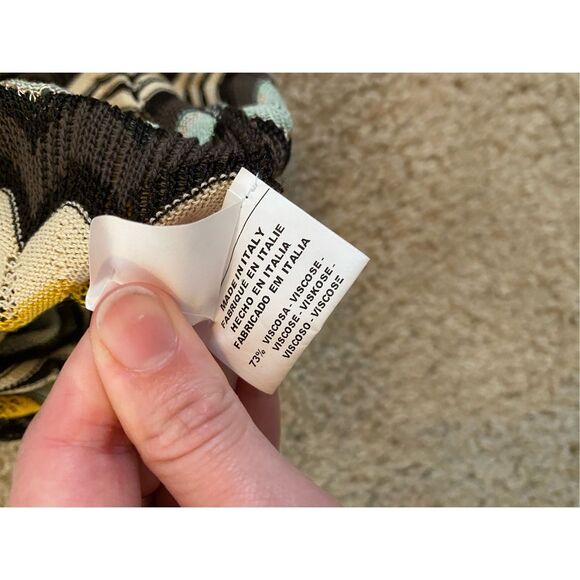 MADE IN ITALY
FABRIQUE EN ITALIE
HECHO EN ITALIA
FABRICADO EM ITALIA
73% VISCOSA - VISCOSE -
VISCOSE - VISKOSE -
VISCOSO - VISCOSE